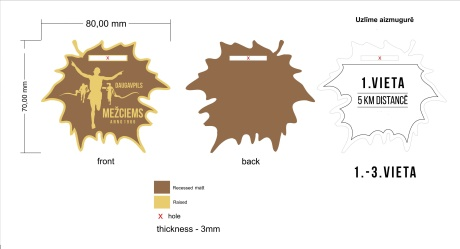 80,00 mm
Uzlīme aizmugurē
70,00 mm
x
DAUGAVPILS
MEŽCIEMS
x
x
1.VIETA
5 KM DISTANCĒ
front
back
1.-3.VIETA
Recessed matt
Raised
X hole
thickness - 3mm